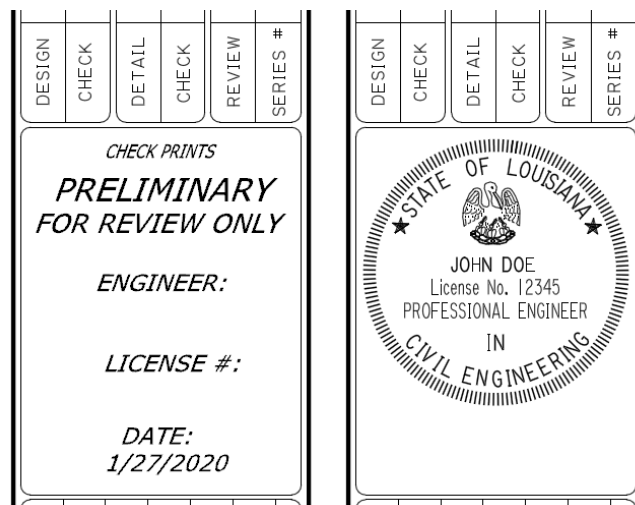 DESIGN
CHECK
DETAIL
CHECK
REVIEW
SERIES #
CHECK PRINTS
PRELIMINARY
FOR REVIEW ONLY
ENGINEER:
LICENSE #:
DATE:
1/27/2020
DESIGN
CHECK
DETAIL
CHECK
REVIEW
SERIES #
STATE OF LOUISIANA
JOHN DOE
License No. 12345
PROFESSIONAL ENGINEER
IN
CIVIL ENGINEERING